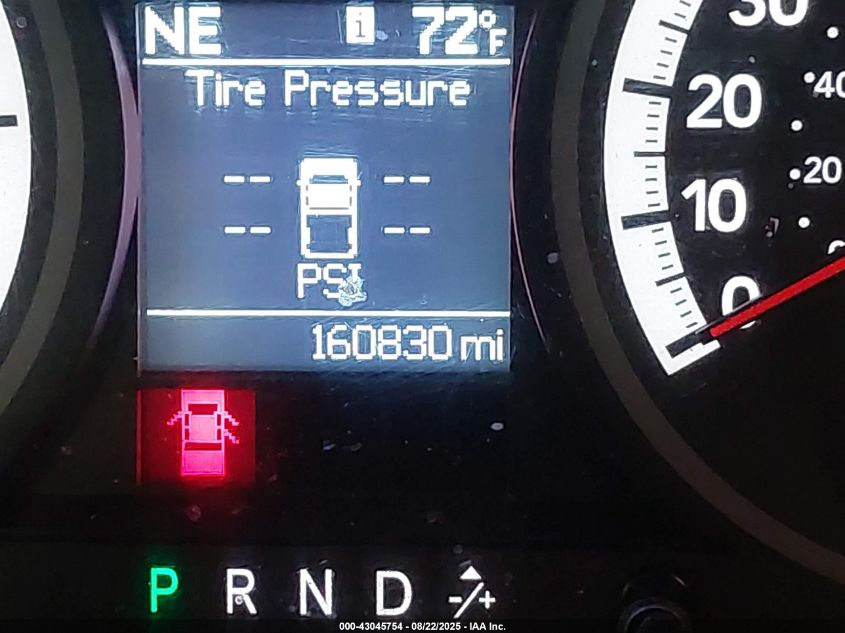 NE i 72°F
Tire Pressure
-- --
-- --
PSI
160830 mi
30
20
10
0
40
20
P R N D -/+
000-43045754 - 08/22/2025 - IAA Inc.